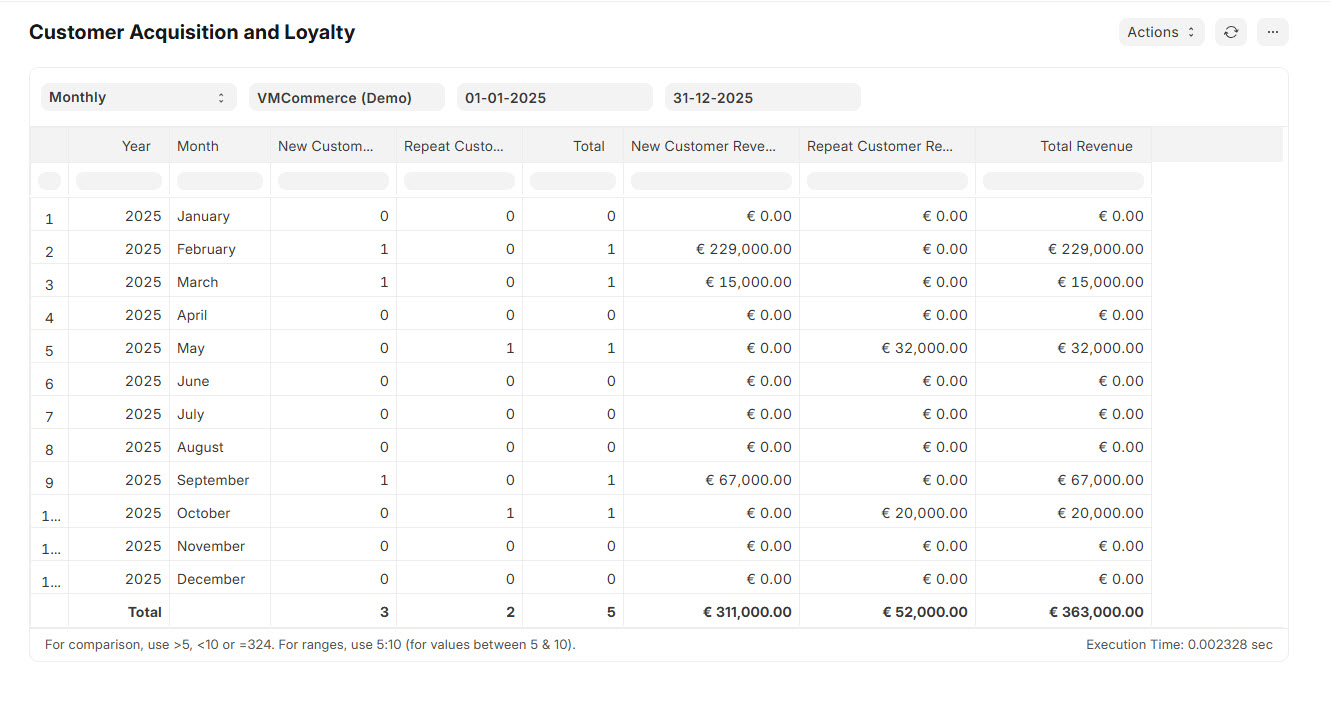 Customer Acquisition and Loyalty Actions ...
Monthly VMCommerce (Demo) 01-01-2025 31-12-2025
Year Month New Custom... Repeat Custo... Total New Customer Reve... Repeat Customer Re... Total Revenue
1 2025 January 0 0 0 € 0.00 € 0.00 € 0.00
2 2025 February 1 0 1 € 229,000.00 € 0.00 € 229,000.00
3 2025 March 1 0 1 € 15,000.00 € 0.00 € 15,000.00
4 2025 April 0 0 0 € 0.00 € 0.00 € 0.00
5 2025 May 0 1 1 € 0.00 € 32,000.00 € 32,000.00
6 2025 June 0 0 0 € 0.00 € 0.00 € 0.00
7 2025 July 0 0 0 € 0.00 € 0.00 € 0.00
8 2025 August 0 0 0 € 0.00 € 0.00 € 0.00
9 2025 September 1 0 1 € 67,000.00 € 0.00 € 67,000.00
1... 2025 October 0 1 1 € 0.00 € 20,000.00 € 20,000.00
1... 2025 November 0 0 0 € 0.00 € 0.00 € 0.00
1... 2025 December 0 0 0 € 0.00 € 0.00 € 0.00
Total 3 2 5 € 311,000.00 € 52,000.00 € 363,000.00
For comparison, use >5, <10 or =324. For ranges, use 5:10 (for values between 5 & 10). Execution Time: 0.002328 sec